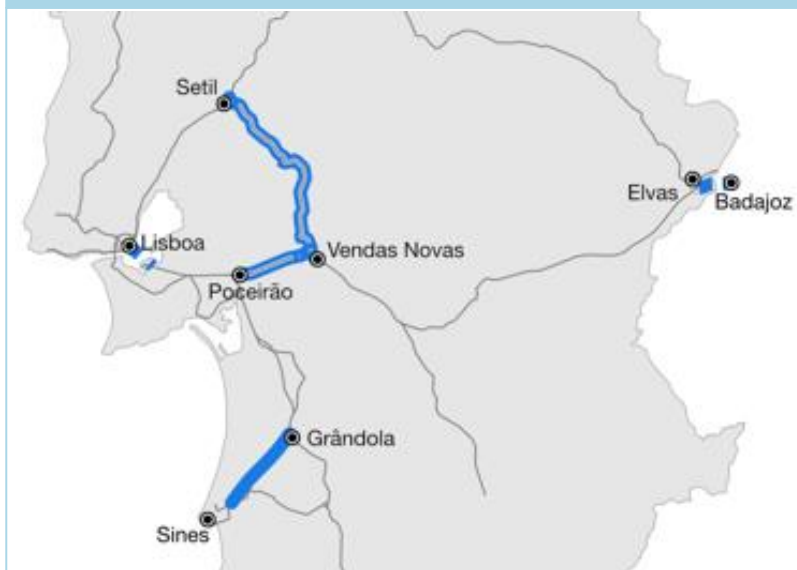 Setil
Elvas
Badajoz
Lisboa
Vendas Novas
Poceirão
Grândola
Sines